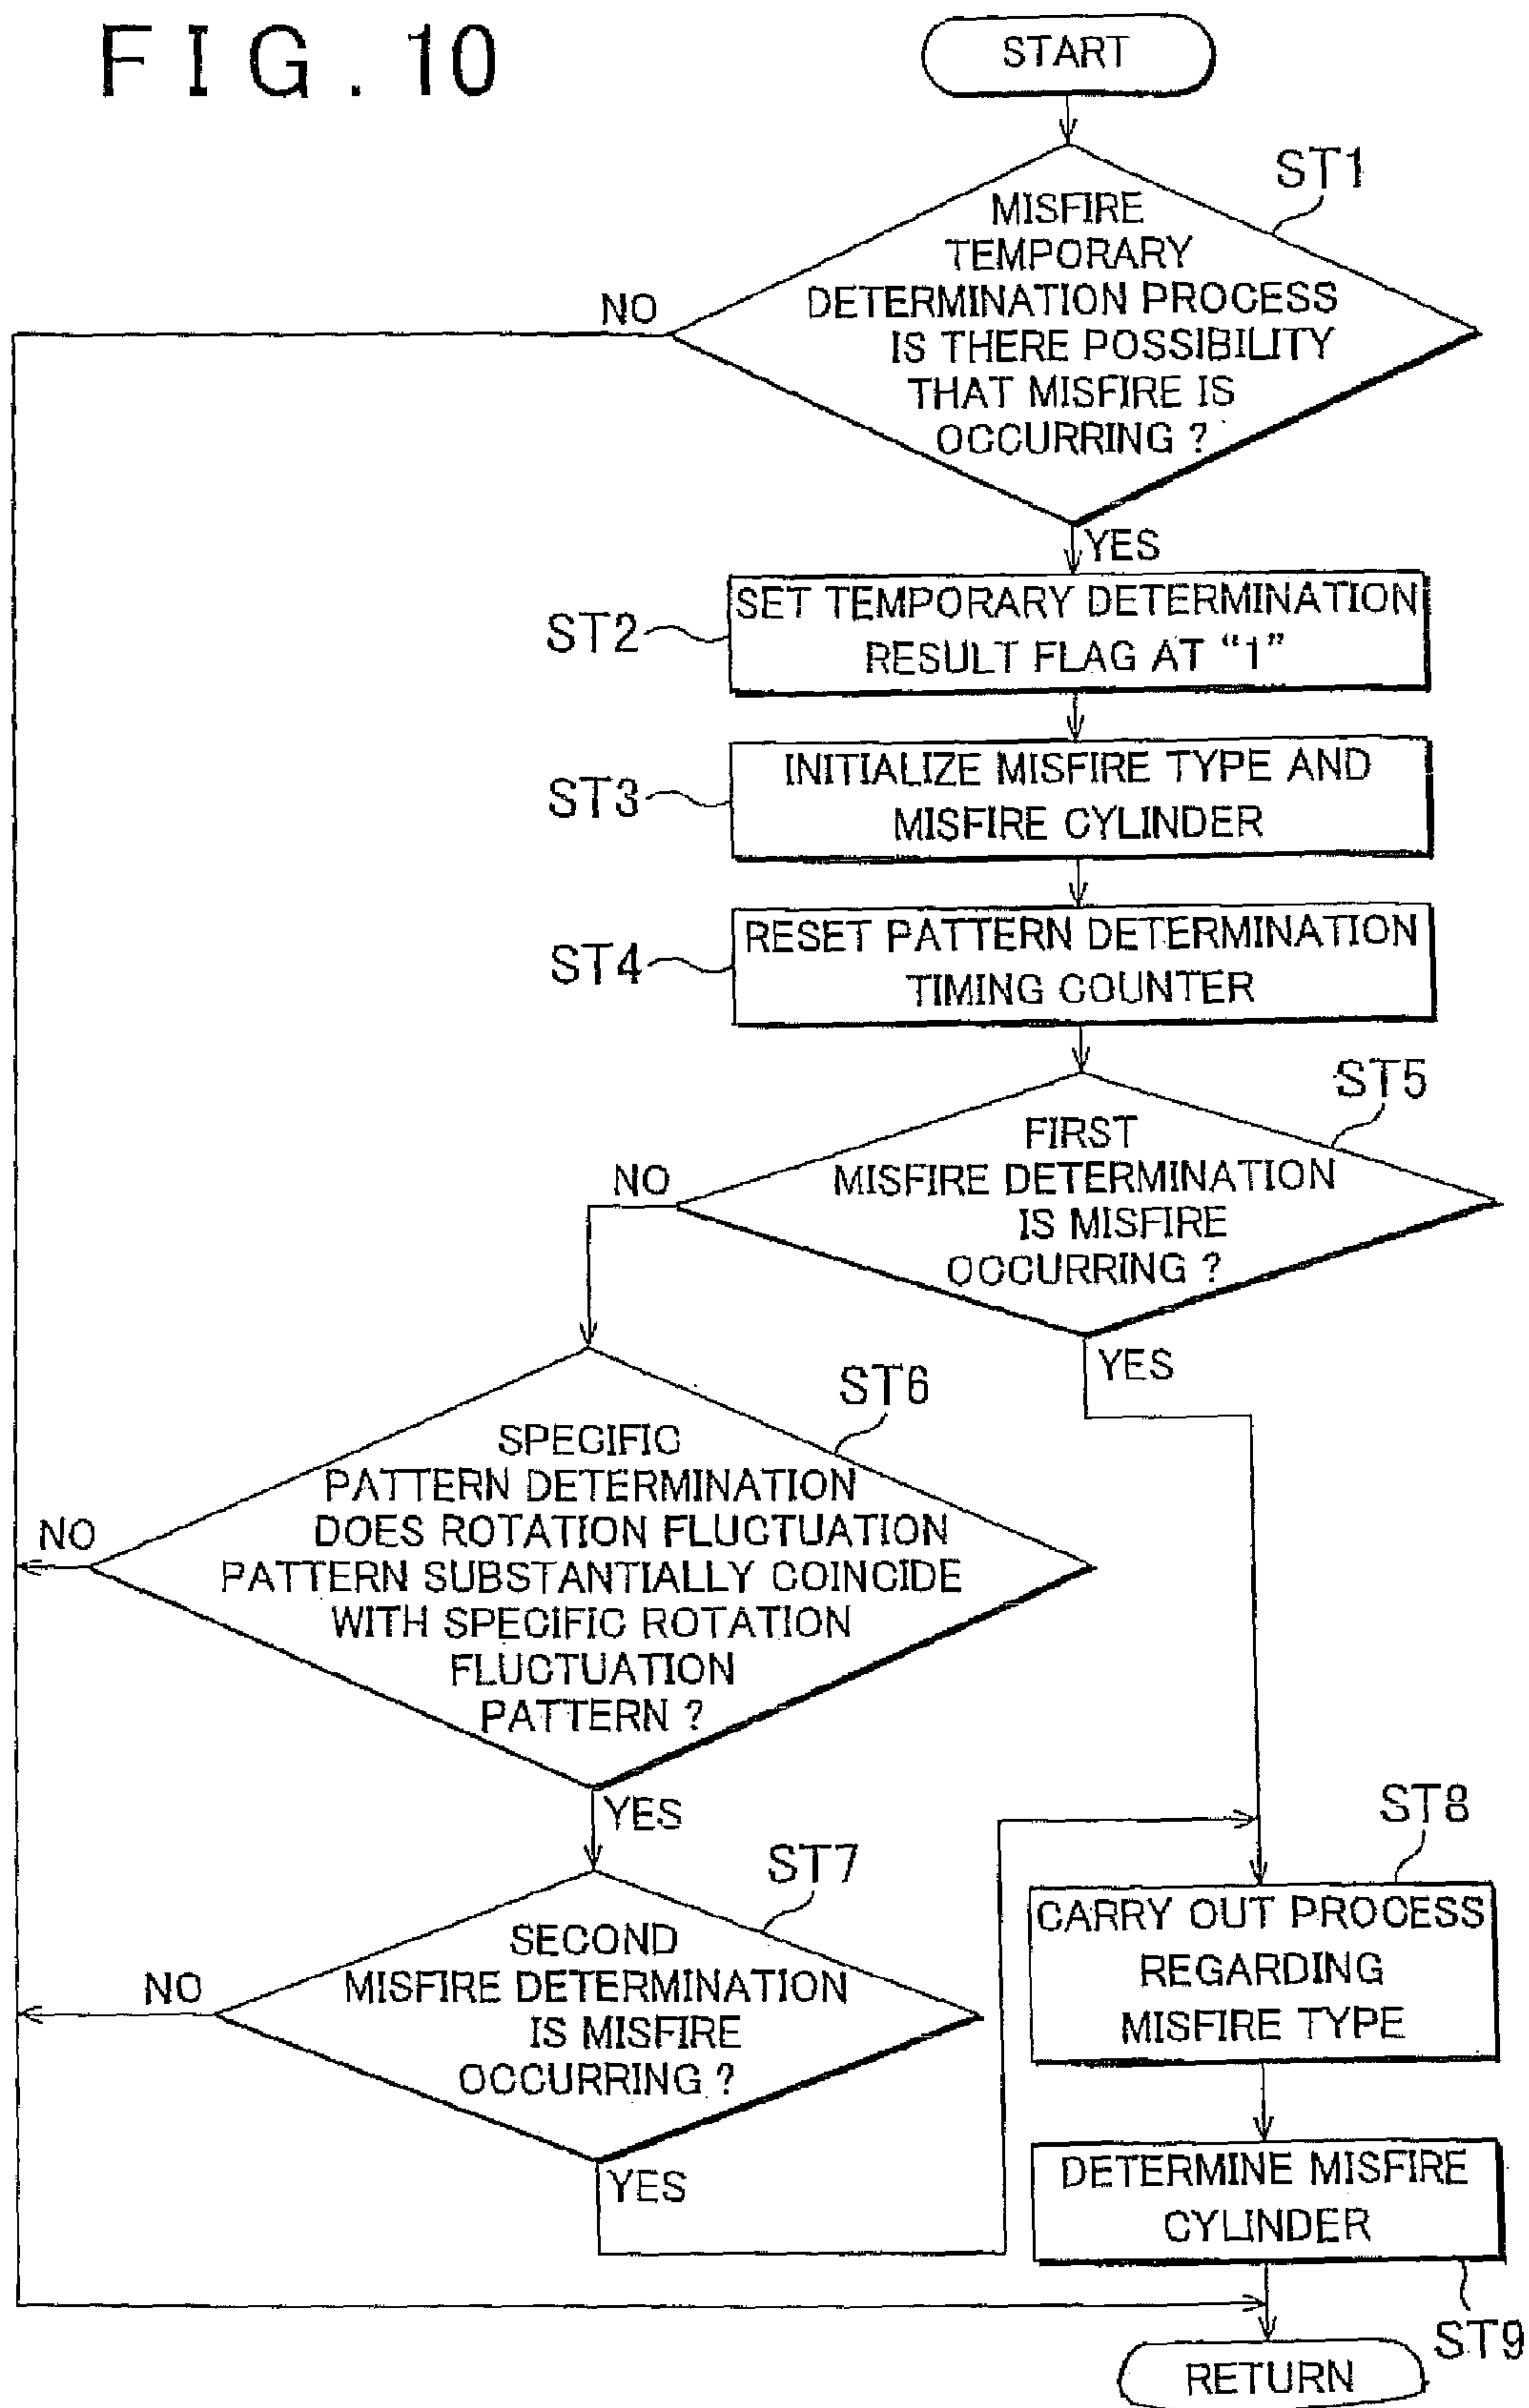 FIG. 10
START
ST1
MISFIRE
TEMPORARY
DETERMINATION PROCESS
IS THERE POSSIBILITY
THAT MISFIRE IS
OCCURRING ?
NO
YES
ST2
SET TEMPORARY DETERMINATION
RESULT FLAG AT “1”
ST3
INITIALIZE MISFIRE TYPE AND
MISFIRE CYLINDER
ST4
RESET PATTERN DETERMINATION
TIMING COUNTER
ST5
FIRST
MISFIRE DETERMINATION
IS MISFIRE
OCCURRING ?
NO
YES
ST6
SPECIFIC
PATTERN DETERMINATION
DOES ROTATION FLUCTUATION
PATTERN SUBSTANTIALLY COINCIDE
WITH SPECIFIC ROTATION
FLUCTUATION
PATTERN ?
NO
YES
ST7
SECOND
MISFIRE DETERMINATION
IS MISFIRE
OCCURRING ?
NO
YES
ST8
CARRY OUT PROCESS
REGARDING
MISFIRE TYPE
DETERMINE MISFIRE
CYLINDER
ST9
RETURN